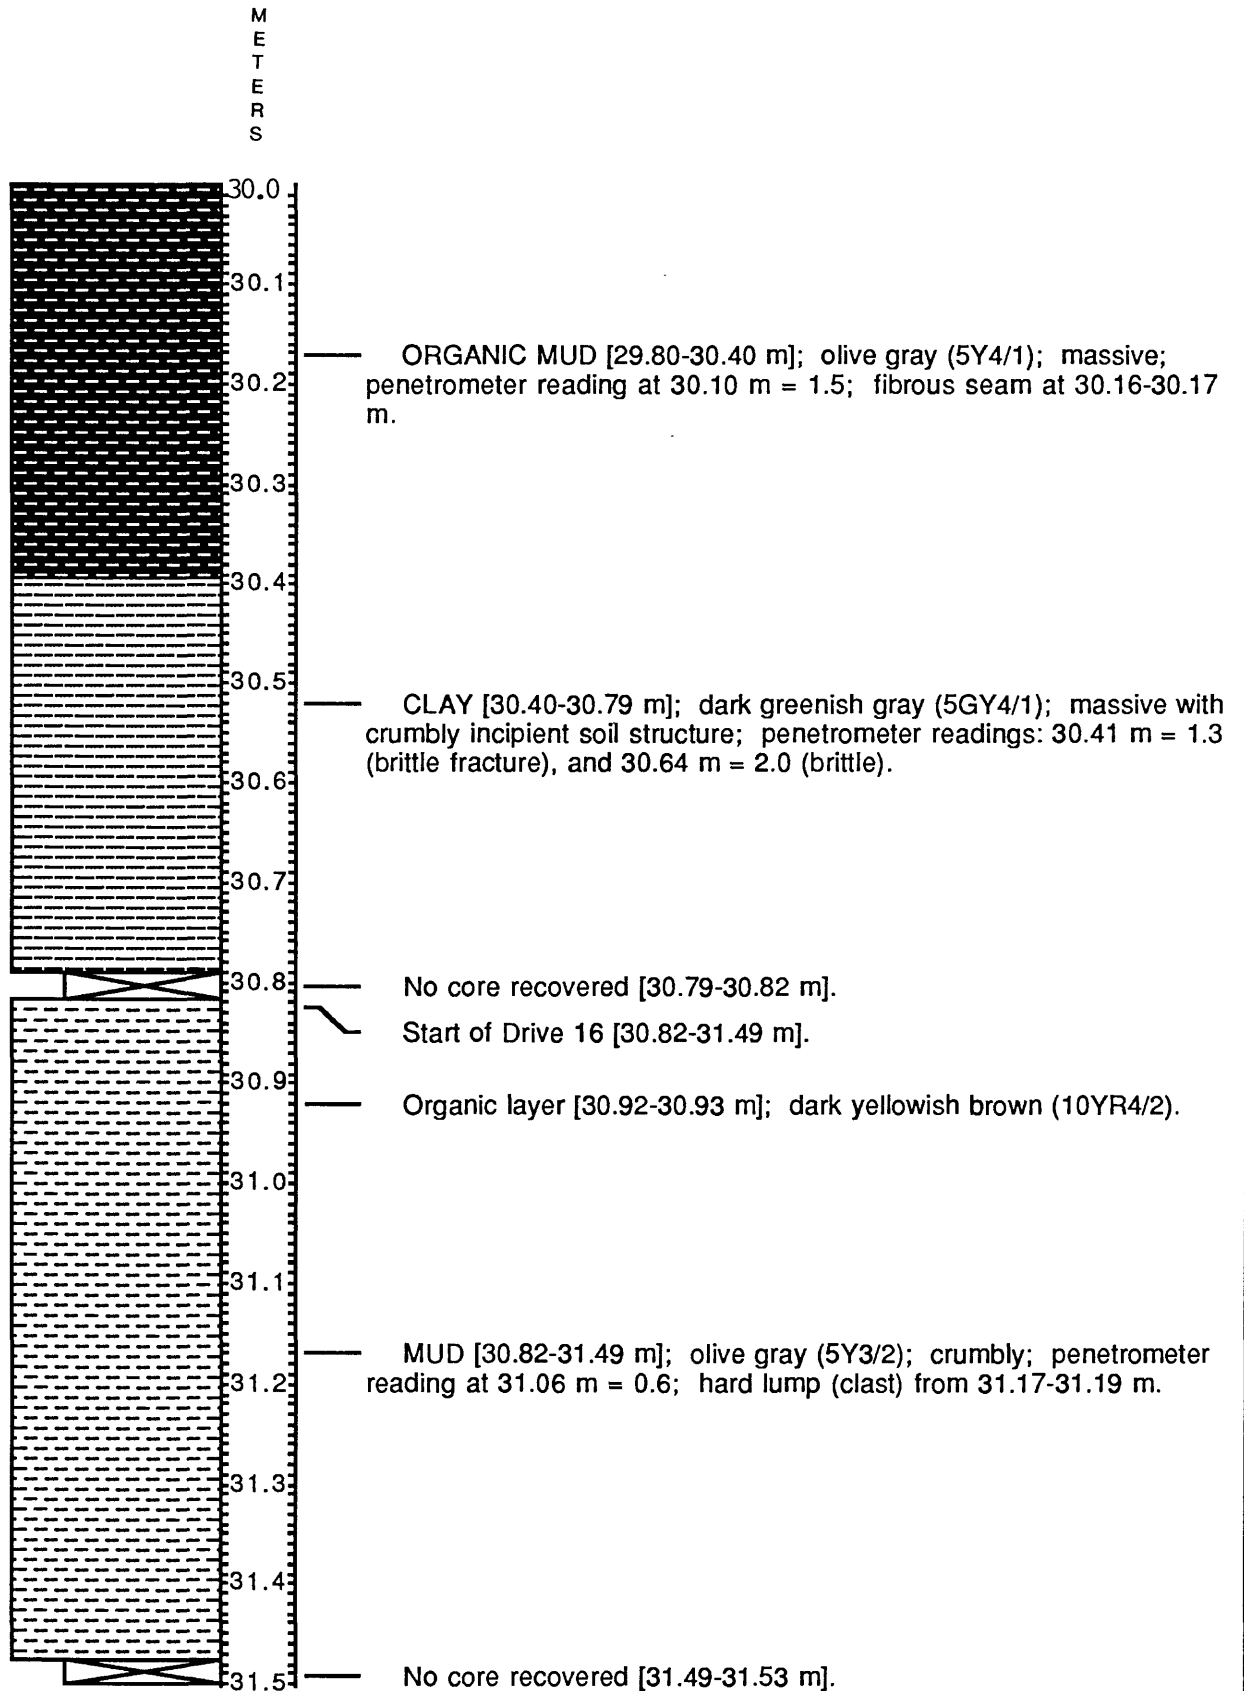 METERS
30.0
30.1
ORGANIC MUD [29.80-30.40 m]; olive gray (5Y4/1); massive;
penetrometer reading at 30.10 m = 1.5; fibrous seam at 30.16-30.17
m.
30.2
30.3
30.4
30.5
CLAY [30.40-30.79 m]; dark greenish gray (5GY4/1); massive with
crumbly incipient soil structure; penetrometer readings: 30.41 m = 1.3
(brittle fracture), and 30.64 m = 2.0 (brittle).
30.6
30.7
30.8
No core recovered [30.79-30.82 m].
Start of Drive 16 [30.82-31.49 m].
30.9
Organic layer [30.92-30.93 m]; dark yellowish brown (10YR4/2).
31.0
31.1
MUD [30.82-31.49 m]; olive gray (5Y3/2); crumbly; penetrometer
reading at 31.06 m = 0.6; hard lump (clast) from 31.17-31.19 m.
31.2
31.3
31.4
31.5
No core recovered [31.49-31.53 m].